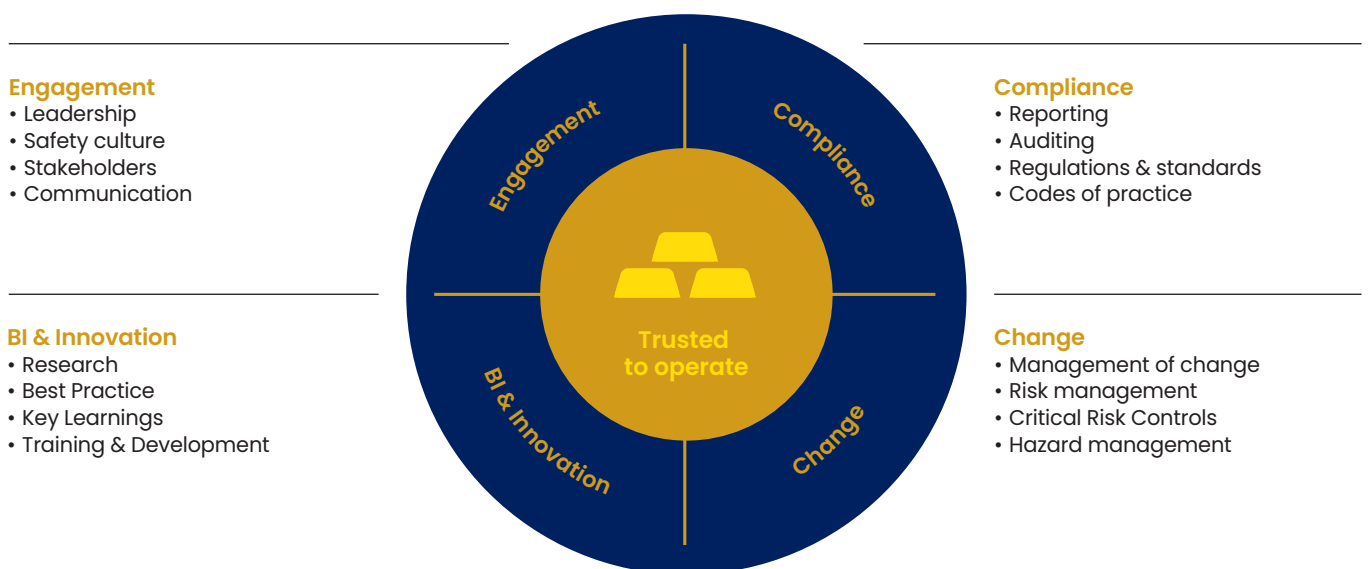 Engagement
• Leadership
• Safety culture
• Stakeholders
• Communication
BI & Innovation
• Research
• Best Practice
• Key Learnings
• Training & Development
Engagement
Compliance
Trusted
to operate
BI & Innovation
Change
Compliance
• Reporting
• Auditing
• Regulations & standards
• Codes of practice
Change
• Management of change
• Risk management
• Critical Risk Controls
• Hazard management